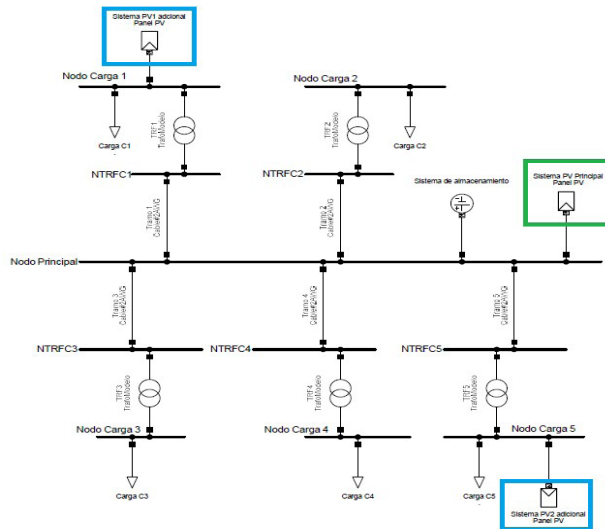 Sistema PV1 adicional
Panel PV
Nodo Carga 1
Nodo Carga 2
TRF1
TrafoModelo
TRF2
TrafoModelo
Carga C1
Carga C2
NTRFC1
NTRFC2
Sistema de almacenamiento
Sistema PV Principal
Panel PV
Tramo 1
Cable#2AWG
Tramo 2
Cable#2AWG
Nodo Principal
Tramo 3
Cable#2AWG
Tramo 4
Cable#2AWG
Tramo 5
Cable#2AWG
NTRFC3
NTRFC4
NTRFC5
TRF3
TrafoModelo
TRF4
TrafoModelo
TRF5
TrafoModelo
Nodo Carga 3
Nodo Carga 4
Nodo Carga 5
Carga C3
Carga C4
Carga C5
Sistema PV2 adicional
Panel PV